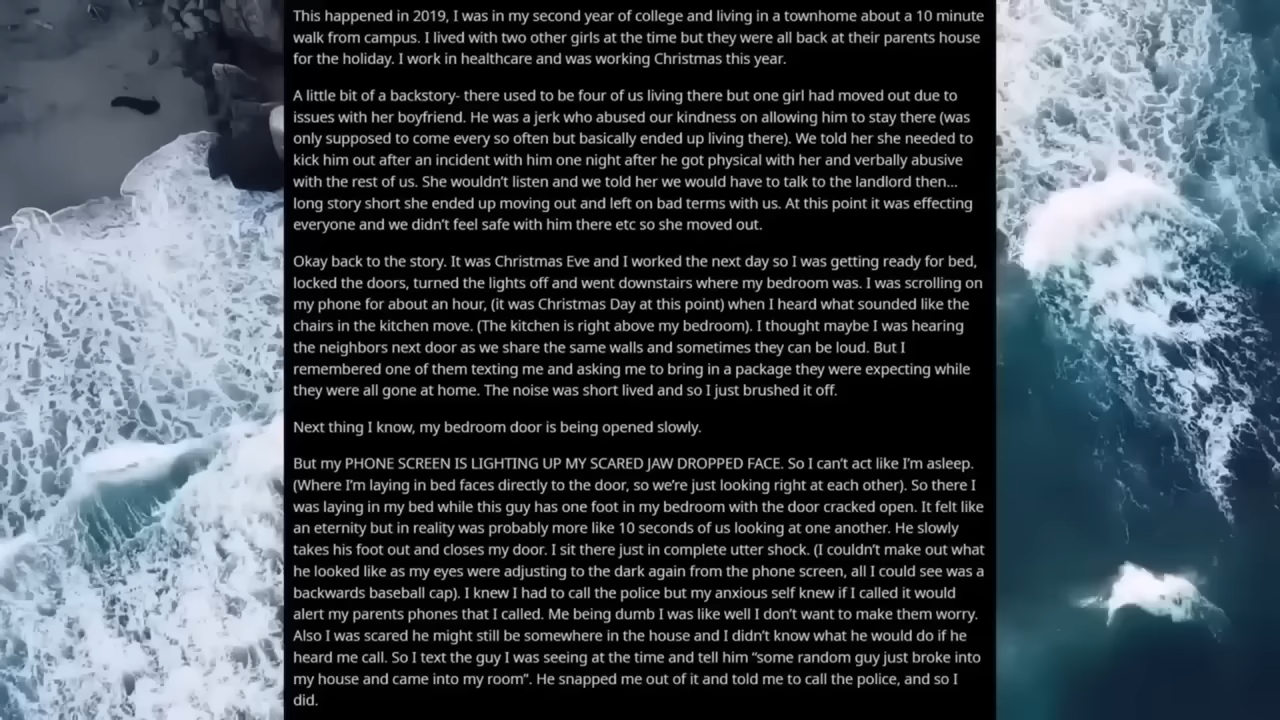 This happened in 2019, I was in my second year of college and living in a townhome about a 10 minute
walk from campus. I lived with two other girls at the time but they were all back at their parents house
for the holiday. I work in healthcare and was working Christmas this year.
A little bit of a backstory- there used to be four of us living there but one girl had moved out due to
issues with her boyfriend. He was a jerk who abused our kindness on allowing him to stay there (was
only supposed to come every so often but basically ended up living there). We told her she needed to
kick him out after an incident with him one night after he got physical with her and verbally abusive
with the rest of us. She wouldn't listen and we told her we would have to talk to the landlord then...
long story short she ended up moving out and left on bad terms with us. At this point it was effecting
everyone and we didn't feel safe with him there etc so she moved out.
Okay back to the story. It was Christmas Eve and I worked the next day so I was getting ready for bed,
locked the doors, turned the lights off and went downstairs where my bedroom was. I was scrolling on
my phone for about an hour, (it was Christmas Day at this point) when I heard what sounded like the
chairs in the kitchen move. (The kitchen is right above my bedroom). I thought maybe I was hearing
the neighbors next door as we share the same walls and sometimes they can be loud. But I
remembered one of them texting me and asking me to bring in a package they were expecting while
they were all gone at home. The noise was short lived and so I just brushed it off.
Next thing I know, my bedroom door is being opened slowly.
But my PHONE SCREEN IS LIGHTING UP MY SCARED JAW DROPPED FACE. So I can't act like I'm asleep.
(Where I'm laying in bed faces directly to the door, so we're just looking right at each other). So there I
was laying in my bed while this guy has one foot in my bedroom with the door cracked open. It felt like
an eternity but in reality was probably more like 10 seconds of us looking at one another. He slowly
takes his foot out and closes my door. I sit there just in complete utter shock. (I couldn't make out what
he looked like as my eyes were adjusting to the dark again from the phone screen, all I could see was a
backwards baseball cap). I knew I had to call the police but my anxious self knew if I called it would
alert my parents phones that I called. Me being dumb I was like well I don't want to make them worry.
Also I was scared he might still be somewhere in the house and I didn't know what he would do if he
heard me call. So I text the guy I was seeing at the time and tell him "some random guy just broke into
my house and came into my room". He snapped me out of it and told me to call the police, and so I
did.